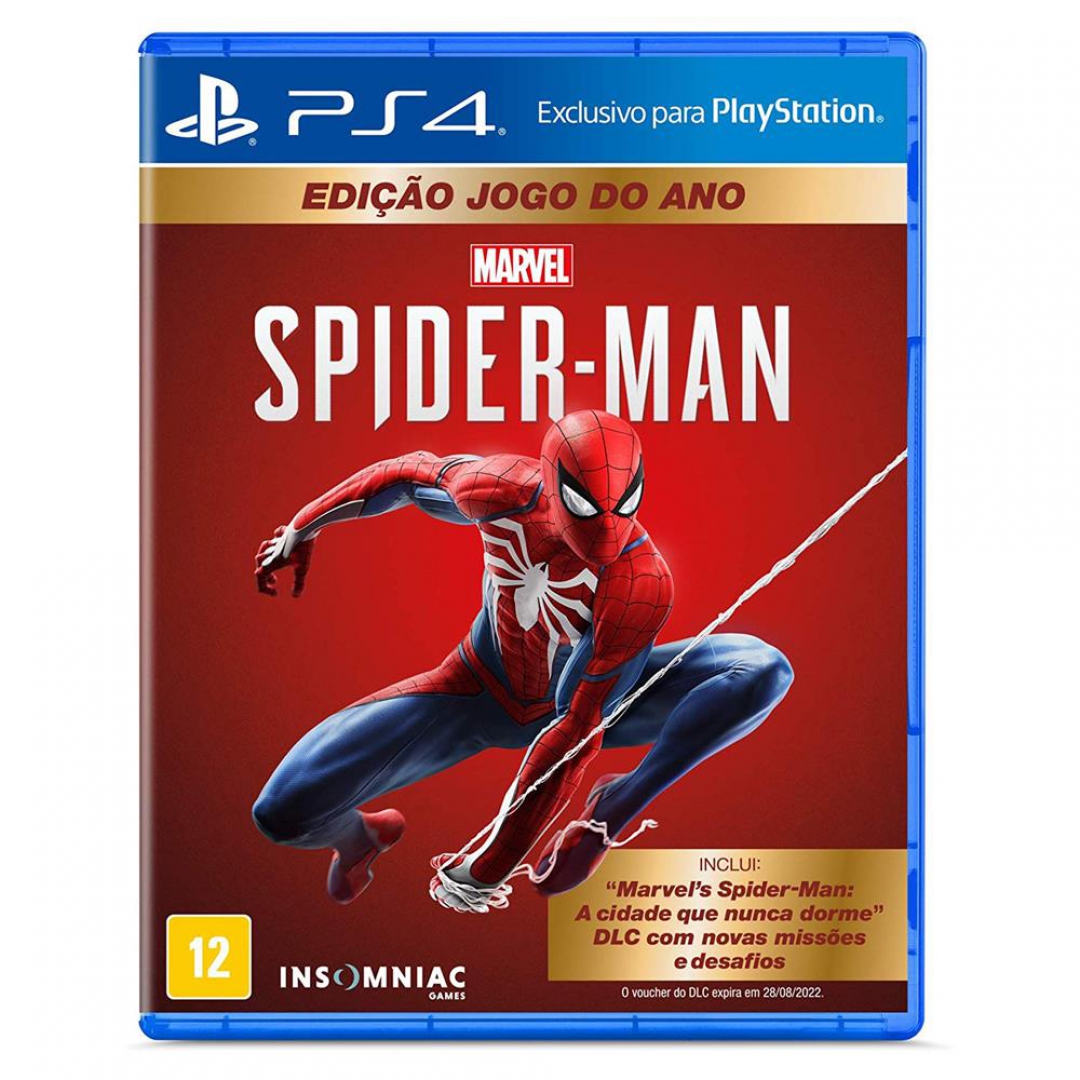 PS4 Exclusivo para PlayStation
EDIÇÃO JOGO DO ANO
MARVEL
SPIDER-MAN
INCLUI:
“Marvel's Spider-Man:
A cidade que nunca dorme”
DLC com novas missões
e desafios
O voucher do DLC expira em 28/08/2022.
12
INSOMNIAC
GAMES